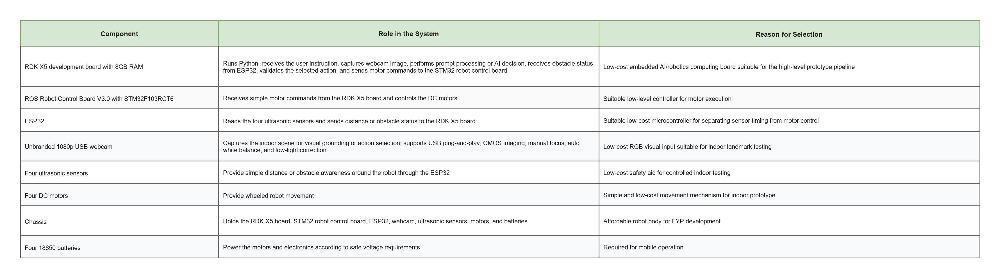 Component
Role in the System
Reason for Selection
RDK X5 development board with 8GB RAM
Runs Python, receives the user instruction, captures webcam image, performs prompt processing or AI decision, receives obstacle status
from ESP32, validates the selected action, and sends motor commands to the STM32 robot control board
Low-cost embedded AI/robotics computing board suitable for the high-level prototype pipeline
ROS Robot Control Board V3.0 with STM32F103RCT6
Receives simple motor commands from the RDK X5 board and controls the DC motors
Suitable low-level controller for motor execution
ESP32
Reads the four ultrasonic sensors and sends distance or obstacle status to the RDK X5 board
Suitable low-cost microcontroller for separating sensor timing from motor control
Unbranded 1080p USB webcam
Captures the indoor scene for visual grounding or action selection; supports USB plug-and-play, CMOS imaging, manual focus, auto
white balance, and low-light correction
Low-cost RGB visual input suitable for indoor landmark testing
Four ultrasonic sensors
Provide simple distance or obstacle awareness around the robot through the ESP32
Low-cost safety aid for controlled indoor testing
Four DC motors
Provide wheeled robot movement
Simple and low-cost movement mechanism for indoor prototype
Chassis
Holds the RDK X5 board, STM32 robot control board, ESP32, webcam, ultrasonic sensors, motors, and batteries
Affordable robot body for FYP development
Four 18650 batteries
Power the motors and electronics according to safe voltage requirements
Required for mobile operation